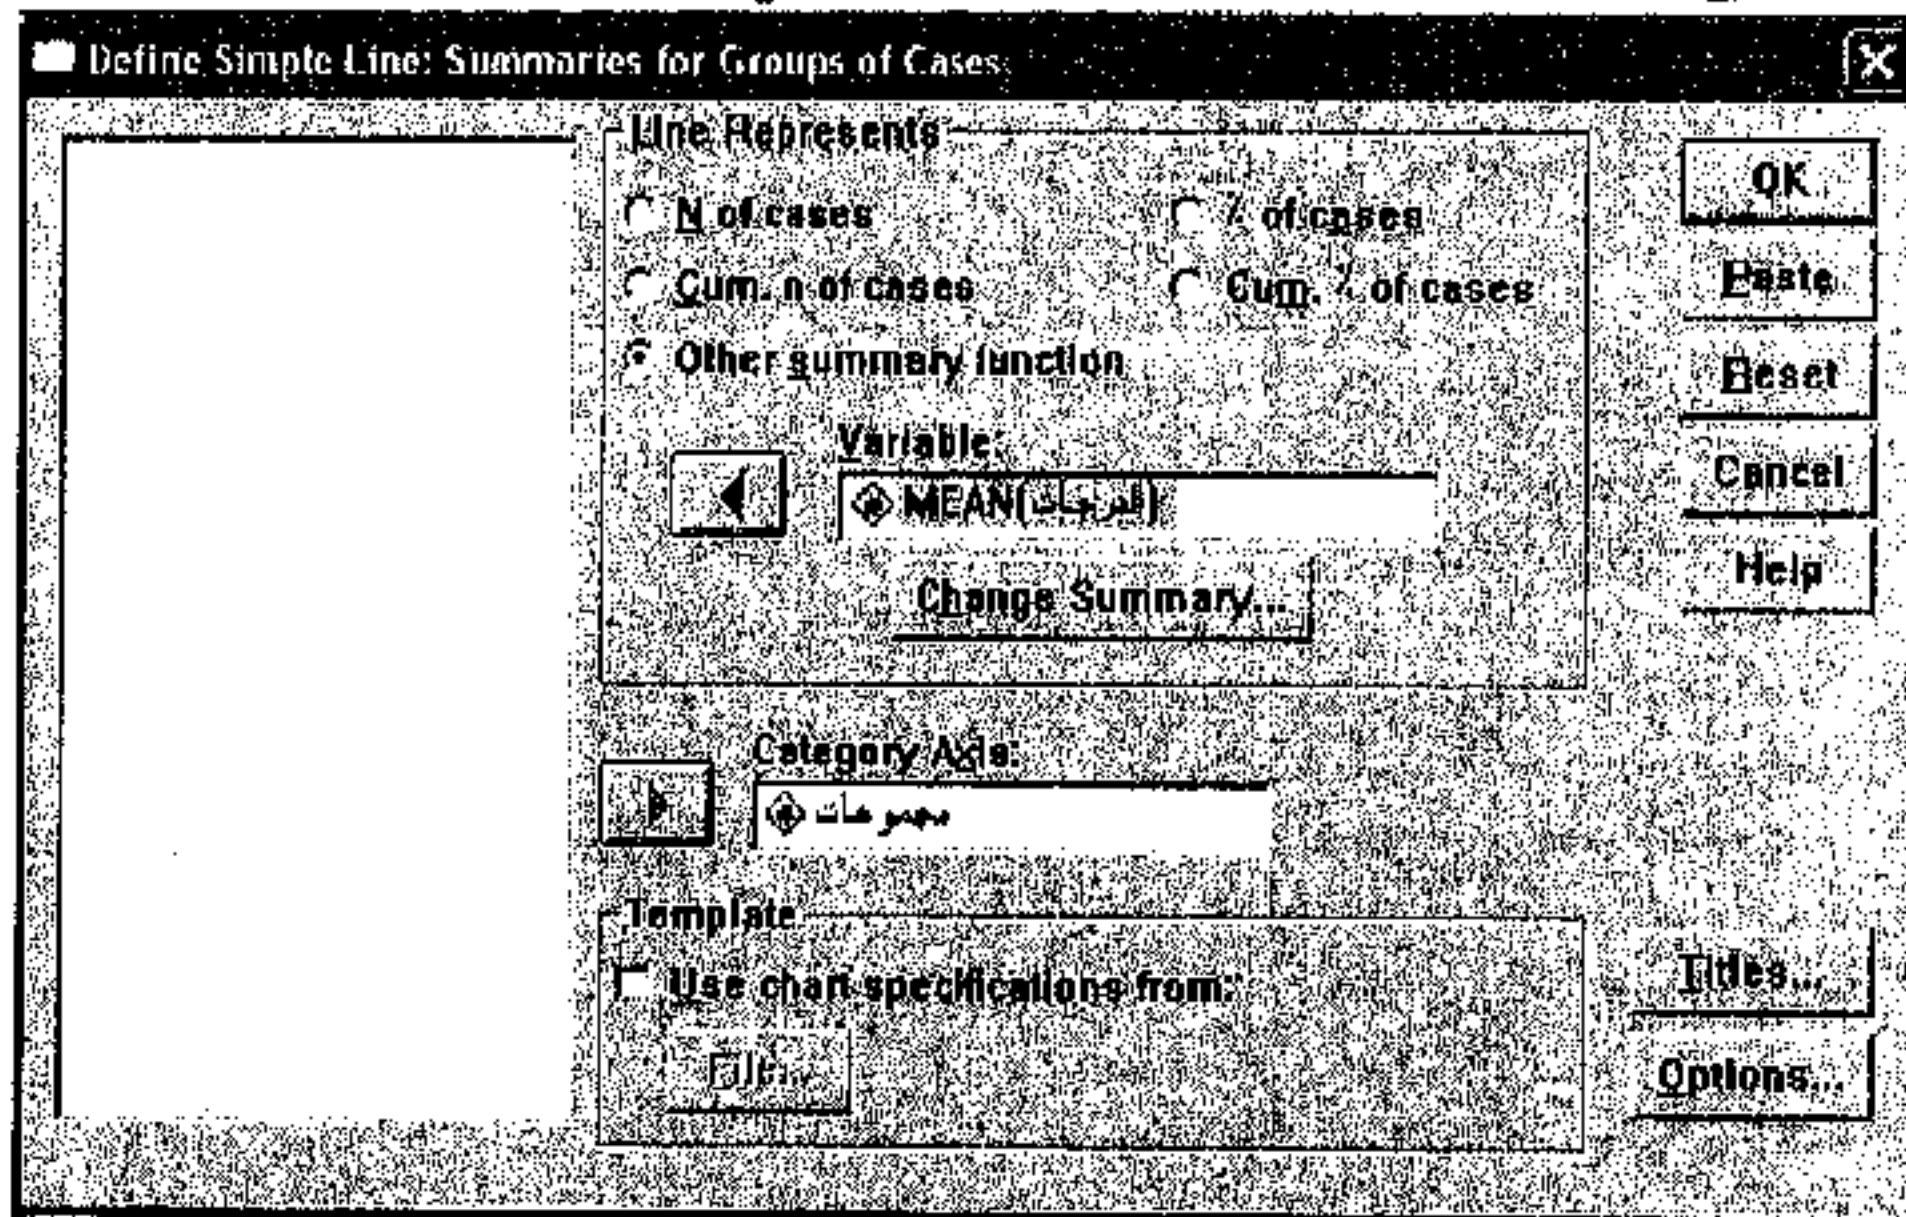 Define Simple Line: Summaries for Groups of Cases
Line Represents
N of cases
% of cases
Cum. n of cases
Cum. % of cases
Other summary function
Variable:
MEAN(الدرجات)
Change Summary...
Category Axis:
مجموعات
Template
Use chart specifications from:
File...
OK
Paste
Reset
Cancel
Help
Titles...
Options...